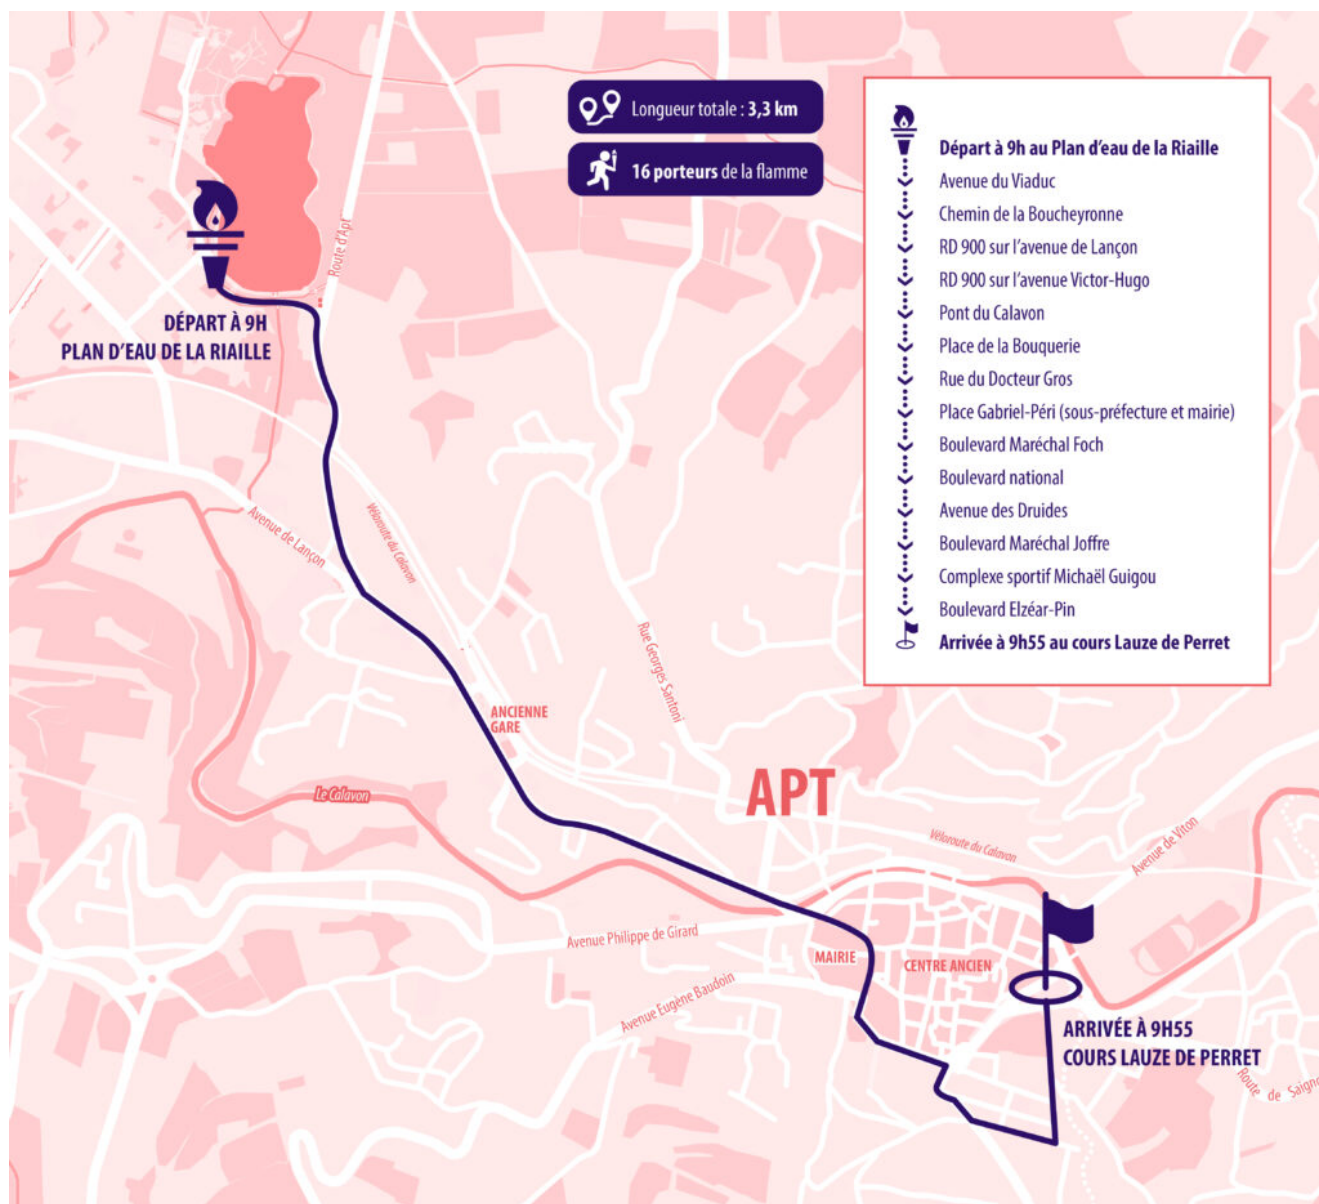 Longueur totale : 3,3 km
16 porteurs de la flamme
Départ à 9h au Plan d'eau de la Riaille
Avenue du Viaduc
Chemin de la Boucheyronne
RD 900 sur l'avenue de Lançon
RD 900 sur l'avenue Victor-Hugo
Pont du Calavon
Place de la Bouquerie
Rue du Docteur Gros
Place Gabriel-Péri (sous-préfecture et mairie)
Boulevard Maréchal Foch
Boulevard national
Avenue des Druides
Boulevard Maréchal Joffre
Complexe sportif Michaël Guigou
Boulevard Elzéar-Pin
Arrivée à 9h55 au cours Lauze de Perret
Route d'Apt
DÉPART À 9H
PLAN D'EAU DE LA RIAILLE
Avenue de Lançon
Véloroute du Calavon
Rue Georges Santoni
ANCIENNE
GARE
APT
Le Calavon
Véloroute du Calavon
Avenue de Viton
Avenue Philippe de Girard
MAIRIE
CENTRE ANCIEN
Avenue Eugène Baudoin
ARRIVÉE À 9H55
COURS LAUZE DE PERRET
Route de Saigno